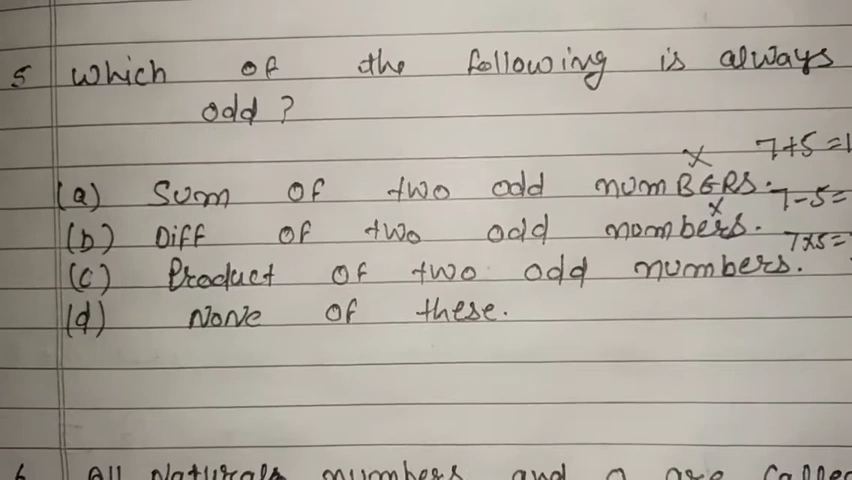 5 Which of the following is always
odd?
x 7+5=1
(a) Sum of two odd numBERS.
x 7-5=
(b) Diff of two odd nombers.
7x5=
(c) Product of two odd numbers.
(d) NoNe of these.
6 All Naturals numbers and 0 are called